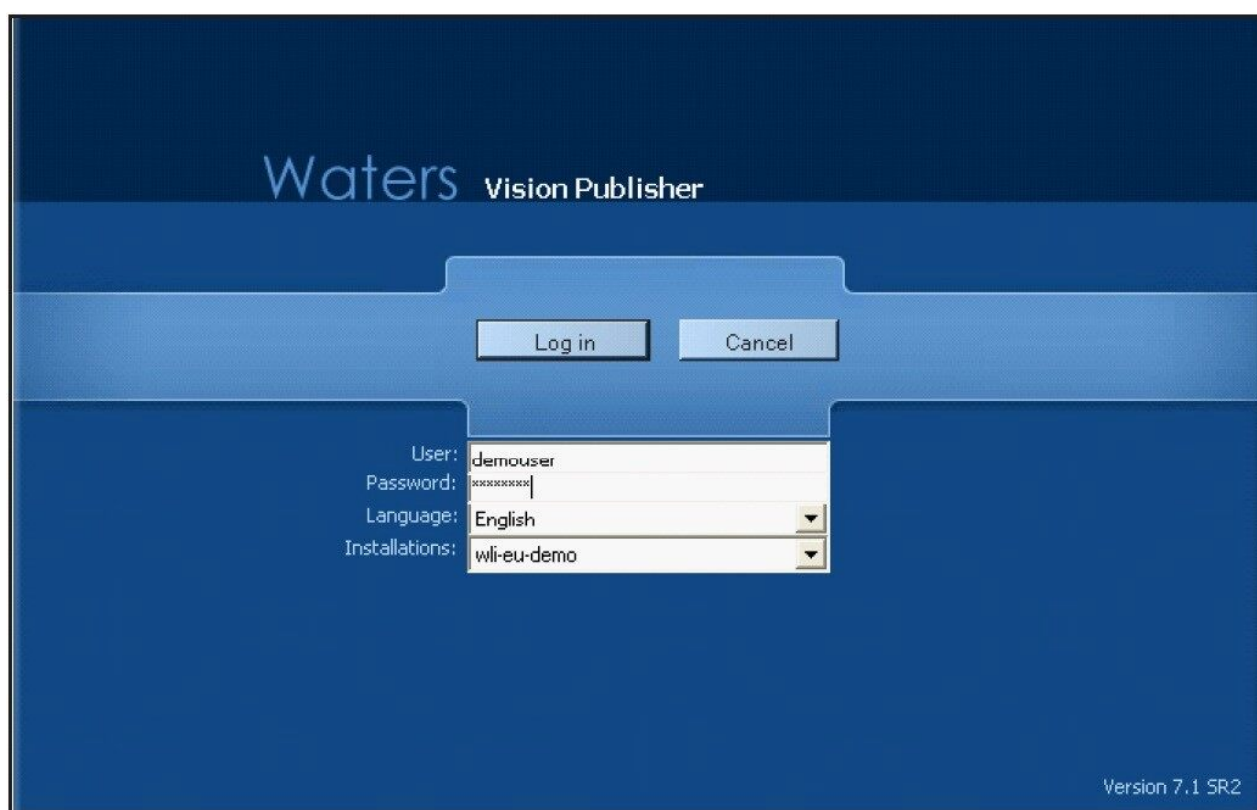 Waters Vision Publisher
Log in Cancel
User: demouser
Password: ********
Language: English
Installations: wli-eu-demo
Version 7.1 SR2